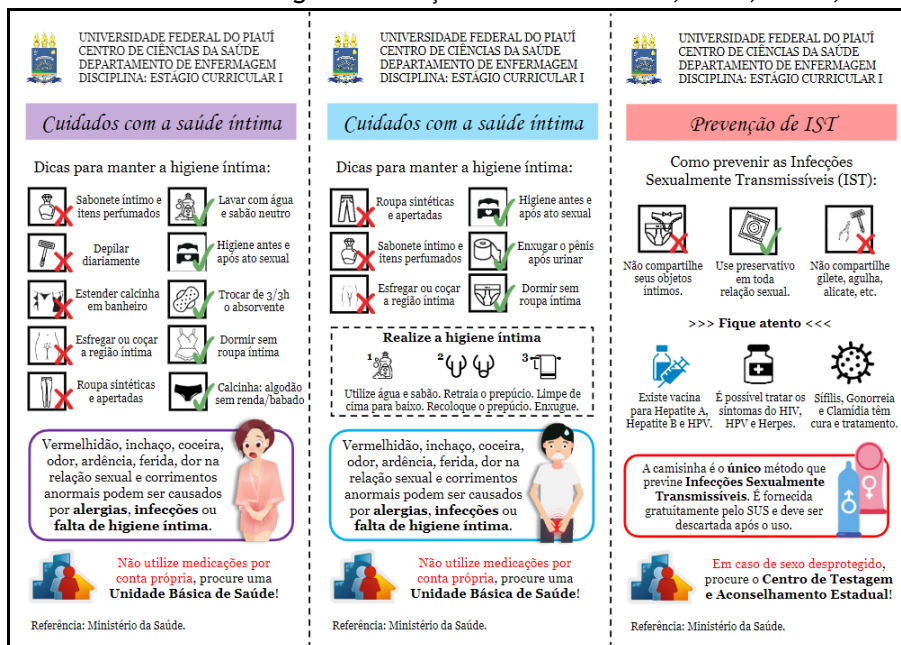 UNIVERSIDADE FEDERAL DO PIAUÍ
CENTRO DE CIÊNCIAS DA SAÚDE
DEPARTAMENTO DE ENFERMAGEM
DISCIPLINA: ESTÁGIO CURRICULAR I
Cuidados com a saúde íntima
Dicas para manter a higiene íntima:
Sabonete íntimo e
itens perfumados
Lavar com água
e sabão neutro
Depilar
diariamente
Higiene antes e
após ato sexual
Estender calcinha
em banheiro
Trocar de 3/3h
o absorvente
Esfregar ou coçar
a região íntima
Dormir sem
roupa íntima
Roupa sintéticas
e apertadas
Calcinha: algodão
sem renda/babado
Vermelhidão, inchaço, coceira,
odor, ardência, ferida, dor na
relação sexual e corrimentos
anormais podem ser causados
por alergias, infecções ou
falta de higiene íntima.
Não utilize medicações por
conta própria, procure uma
Unidade Básica de Saúde!
Referência: Ministério da Saúde.
UNIVERSIDADE FEDERAL DO PIAUÍ
CENTRO DE CIÊNCIAS DA SAÚDE
DEPARTAMENTO DE ENFERMAGEM
DISCIPLINA: ESTÁGIO CURRICULAR I
Cuidados com a saúde íntima
Dicas para manter a higiene íntima:
Roupa sintéticas
e apertadas
Higiene antes e
após ato sexual
Sabonete íntimo e
itens perfumados
Enxugar o pênis
após urinar
Esfregar ou coçar
a região íntima
Dormir sem
roupa íntima
Realize a higiene íntima
1 2 3
Utilize água e sabão. Retraia o prepúcio. Limpe de
cima para baixo. Recoloque o prepúcio. Enxugue.
Vermelhidão, inchaço, coceira,
odor, ardência, ferida, dor na
relação sexual e corrimentos
anormais podem ser causados
por alergias, infecções ou
falta de higiene íntima.
Não utilize medicações por
conta própria, procure uma
Unidade Básica de Saúde!
Referência: Ministério da Saúde.
UNIVERSIDADE FEDERAL DO PIAUÍ
CENTRO DE CIÊNCIAS DA SAÚDE
DEPARTAMENTO DE ENFERMAGEM
DISCIPLINA: ESTÁGIO CURRICULAR I
Prevenção de IST
Como prevenir as Infecções
Sexualmente Transmissíveis (IST):
Não compartilhe
seus objetos
íntimos.
Use preservativo
em toda
relação sexual.
Não compartilhe
gilete, agulha,
alicate, etc.
>>> Fique atento <<<
Existe vacina
para Hepatite A,
Hepatite B e HPV.
É possível tratar os
sintomas do HIV,
HPV e Herpes.
Sífilis, Gonorreia
e Clamídia têm
cura e tratamento.
A camisinha é o único método que
previne Infecções Sexualmente
Transmissíveis. É fornecida
gratuitamente pelo SUS e deve ser
descartada após o uso.
Em caso de sexo desprotegido,
procure o Centro de Testagem
e Aconselhamento Estadual!
Referência: Ministério da Saúde.